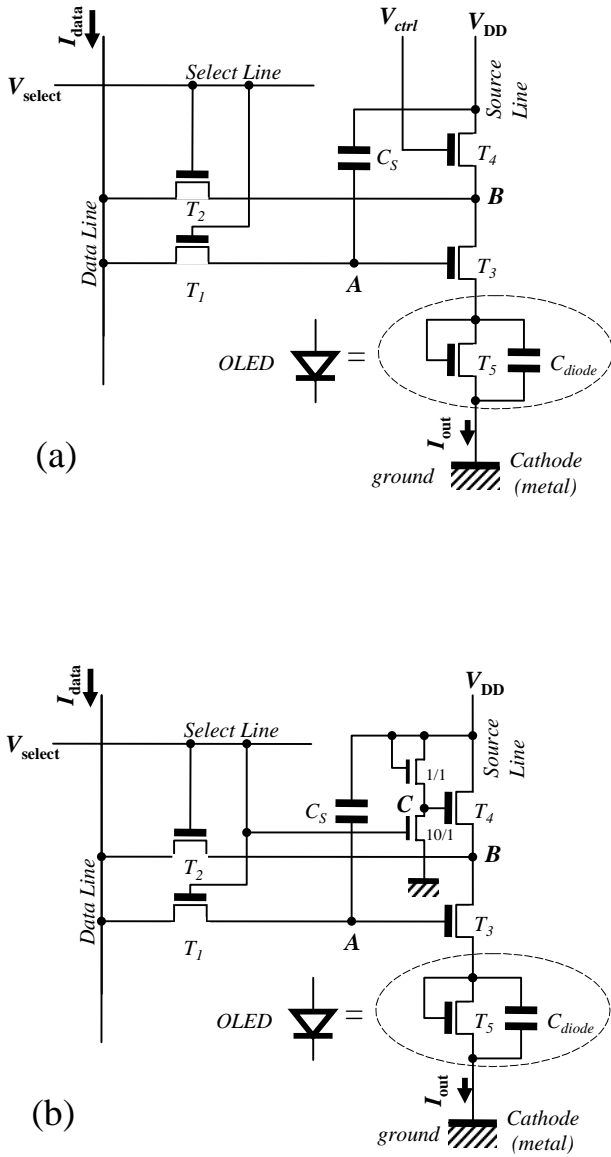 I_data
V_ctrl
V_DD
Select Line
V_select
Source Line
C_S
T_4
B
T_2
Data Line
T_3
T_1
A
OLED
=
T_5
C_diode
I_out
(a)
ground
Cathode
(metal)
I_data
V_DD
Select Line
V_select
Source
Line
1/1
C_S
C
T_4
10/1
B
T_2
Data Line
T_3
T_1
A
OLED
=
T_5
C_diode
I_out
(b)
ground
Cathode
(metal)